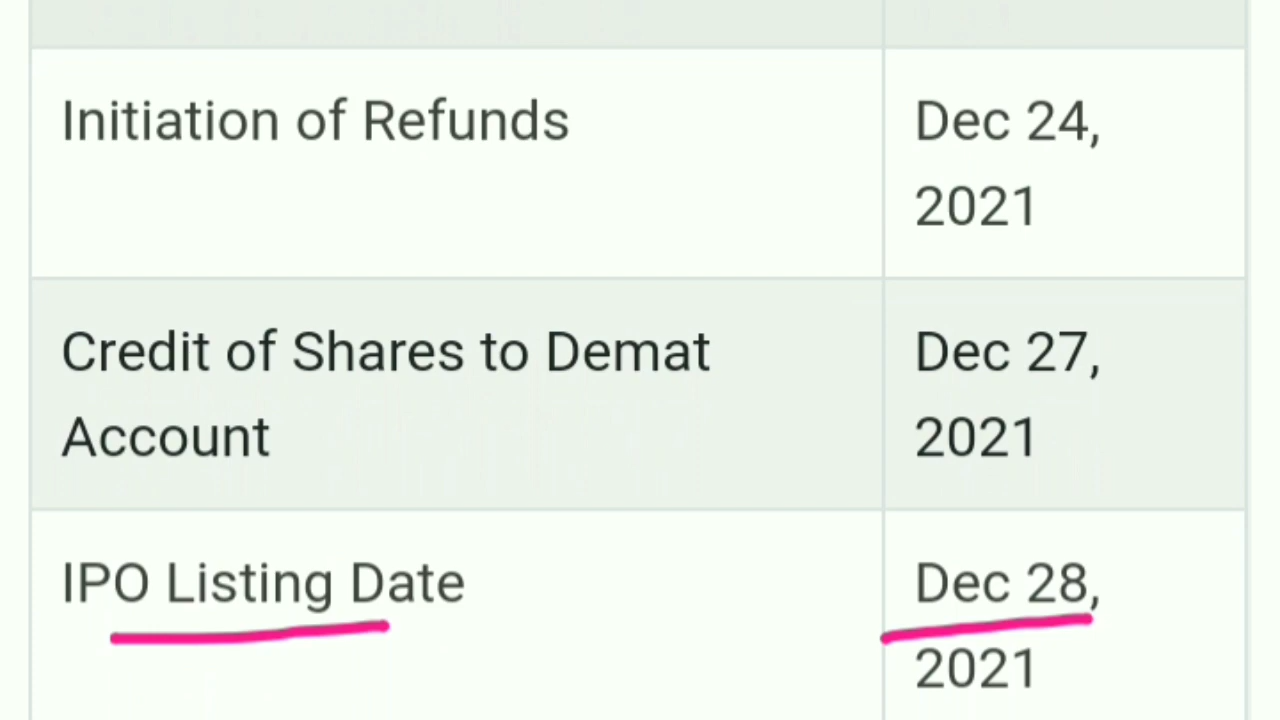 Initiation of Refunds
Dec 24,
2021
Credit of Shares to Demat
Account
Dec 27,
2021
IPO Listing Date
Dec 28,
2021